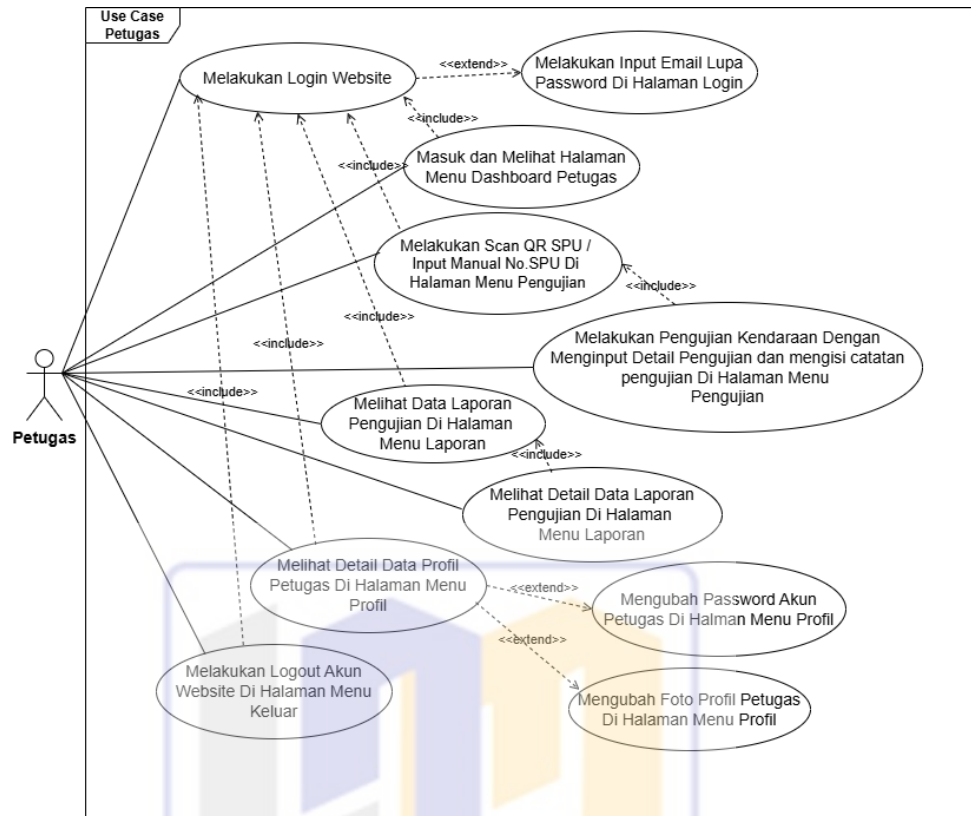 Use Case
Petugas
Melakukan Login Website
<<extend>>
Melakukan Input Email Lupa
Password Di Halaman Login
<<include>>
Masuk dan Melihat Halaman
Menu Dashboard Petugas
<<include>>
Melakukan Scan QR SPU /
Input Manual No.SPU Di
Halaman Menu Pengujian
<<include>>
<<include>>
Melakukan Pengujian Kendaraan Dengan
Menginput Detail Pengujian dan mengisi catatan
pengujian Di Halaman Menu
Pengujian
<<include>>
<<include>>
Petugas
Melihat Data Laporan
Pengujian Di Halaman
Menu Laporan
<<include>>
Melihat Detail Data Laporan
Pengujian Di Halaman
Menu Laporan
Melihat Detail Data Profil
Petugas Di Halaman Menu
Profil
<<extend>>
Mengubah Password Akun
Petugas Di Halman Menu Profil
<<extend>>
Melakukan Logout Akun
Website Di Halaman Menu
Keluar
Mengubah Foto Profil Petugas
Di Halaman Menu Profil